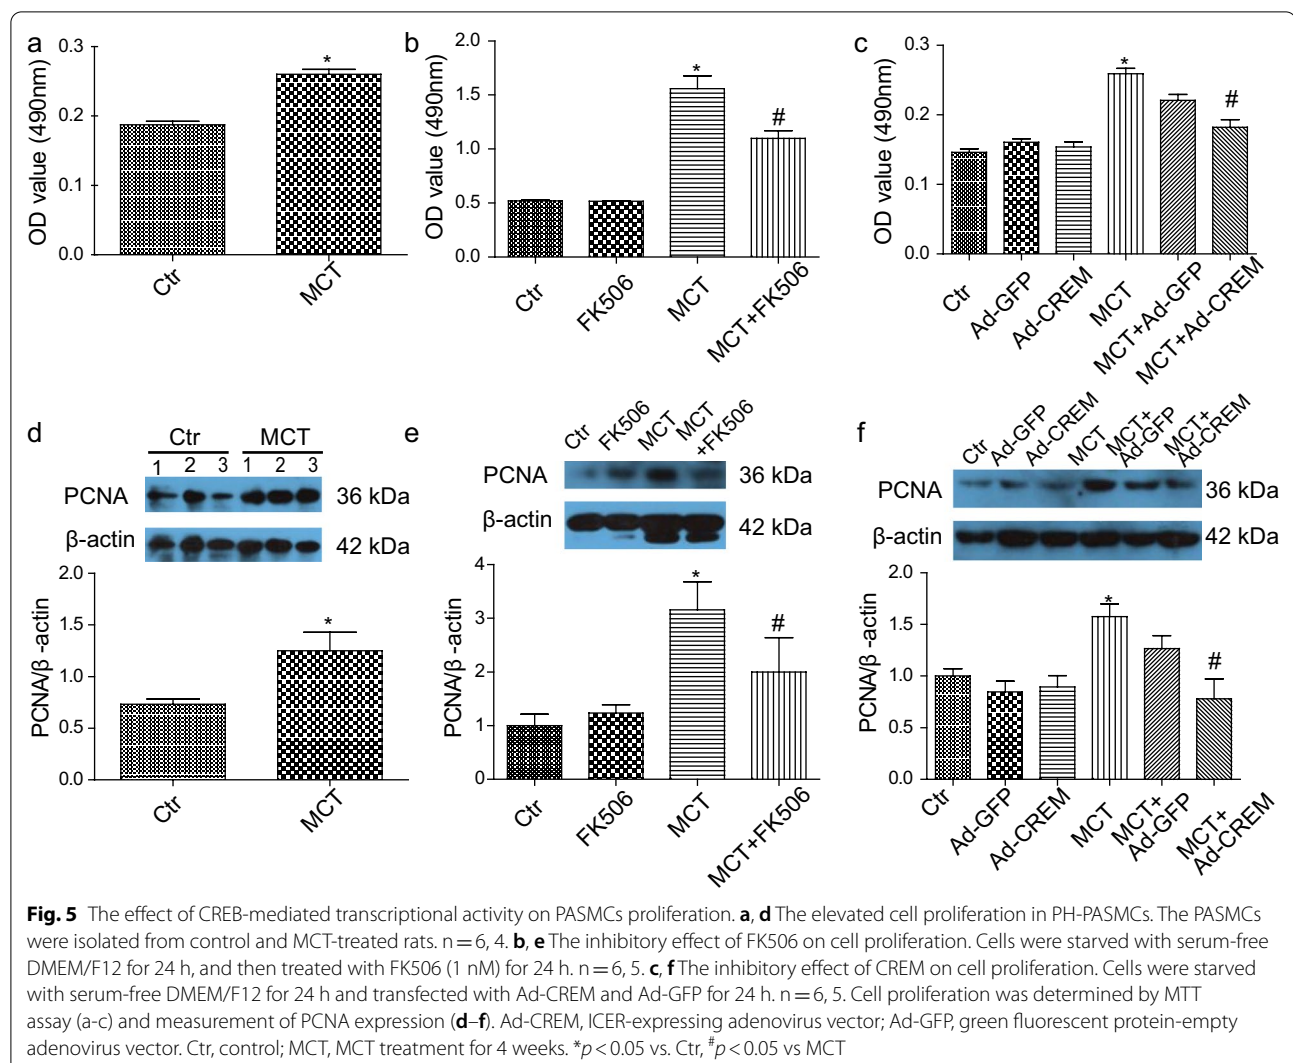 a
0.3
0.2
0.1
0.0
OD value (490nm)
*
Ctr
MCT
b
2.0
1.5
1.0
0.5
0.0
OD value (490nm)
*
#
Ctr
FK506
MCT
MCT+FK506
c
0.3
0.2
0.1
0.0
OD value (490nm)
*
#
Ctr
Ad-GFP
Ad-CREM
MCT
MCT+Ad-GFP
MCT+Ad-CREM
d
Ctr MCT
1 2 3 1 2 3
PCNA 36 kDa
β-actin 42 kDa
2.0
1.5
1.0
0.5
0.0
PCNA/β -actin
*
Ctr
MCT
e
Ctr
FK506
MCT
MCT
+FK506
PCNA 36 kDa
β-actin 42 kDa
4
3
2
1
0
PCNA/β -actin
*
#
Ctr
FK506
MCT
MCT+FK506
f
Ctr
Ad-GFP
Ad-CREM
MCT
MCT+
Ad-GFP
MCT+
Ad-CREM
PCNA 36 kDa
β-actin 42 kDa
2.0
1.5
1.0
0.5
0.0
PCNA/β -actin
*
#
Ctr
Ad-GFP
Ad-CREM
MCT
MCT+
Ad-GFP
MCT+
Ad-CREM
Fig. 5 The effect of CREB-mediated transcriptional activity on PASMCs proliferation. a, d The elevated cell proliferation in PH-PASMCs. The PASMCs
were isolated from control and MCT-treated rats. n = 6, 4. b, e The inhibitory effect of FK506 on cell proliferation. Cells were starved with serum-free
DMEM/F12 for 24 h, and then treated with FK506 (1 nM) for 24 h. n = 6, 5. c, f The inhibitory effect of CREM on cell proliferation. Cells were starved
with serum-free DMEM/F12 for 24 h and transfected with Ad-CREM and Ad-GFP for 24 h. n = 6, 5. Cell proliferation was determined by MTT
assay (a-c) and measurement of PCNA expression (d–f). Ad-CREM, ICER-expressing adenovirus vector; Ad-GFP, green fluorescent protein-empty
adenovirus vector. Ctr, control; MCT, MCT treatment for 4 weeks. *p < 0.05 vs. Ctr, #p < 0.05 vs MCT